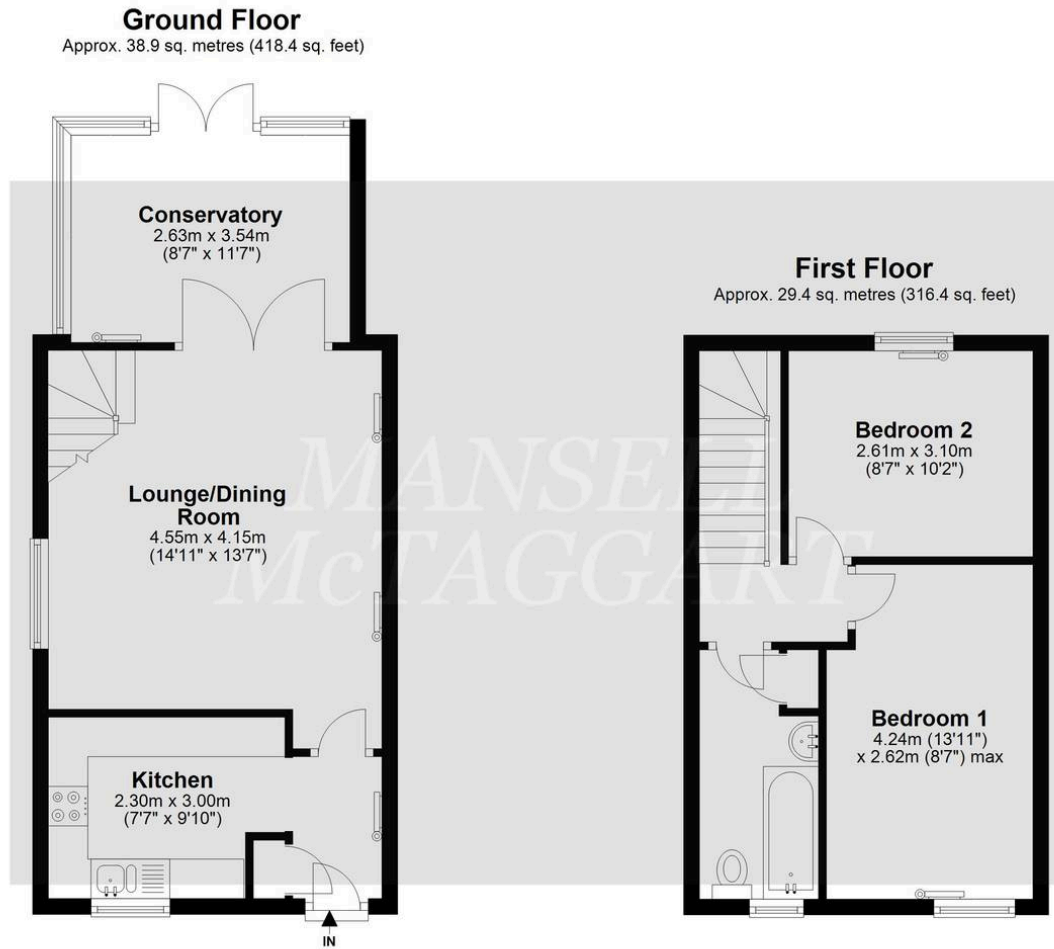 Ground Floor
Approx. 38.9 sq. metres (418.4 sq. feet)
Conservatory
2.63m x 3.54m
(8'7" x 11'7")
Lounge/Dining
Room
4.55m x 4.15m
(14'11" x 13'7")
Kitchen
2.30m x 3.00m
(7'7" x 9'10")
IN
First Floor
Approx. 29.4 sq. metres (316.4 sq. feet)
Bedroom 2
2.61m x 3.10m
(8'7" x 10'2")
Bedroom 1
4.24m (13'11")
x 2.62m (8'7") max
MANSELL
McTAGGART